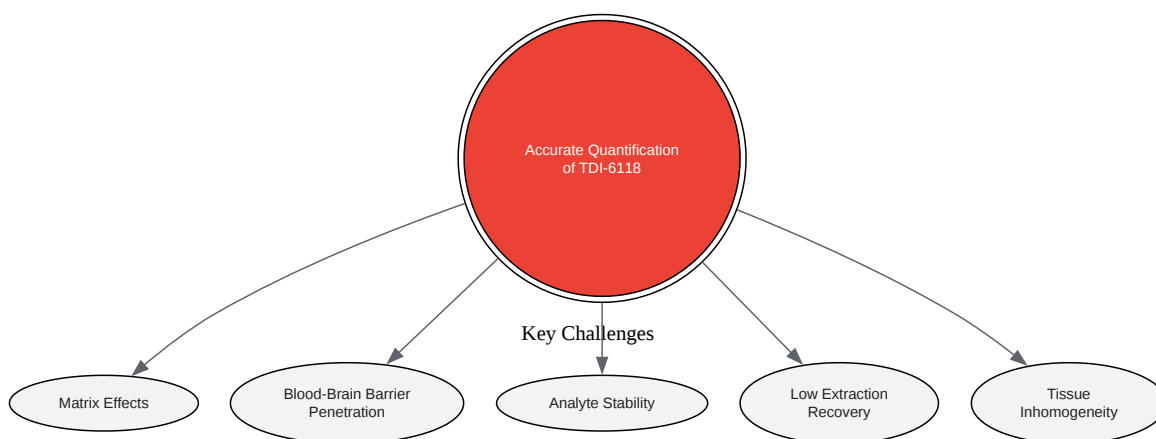 Accurate Quantification
of TDI-6118
Key Challenges
Matrix Effects
Blood-Brain Barrier
Penetration
Analyte Stability
Low Extraction
Recovery
Tissue
Inhomogeneity